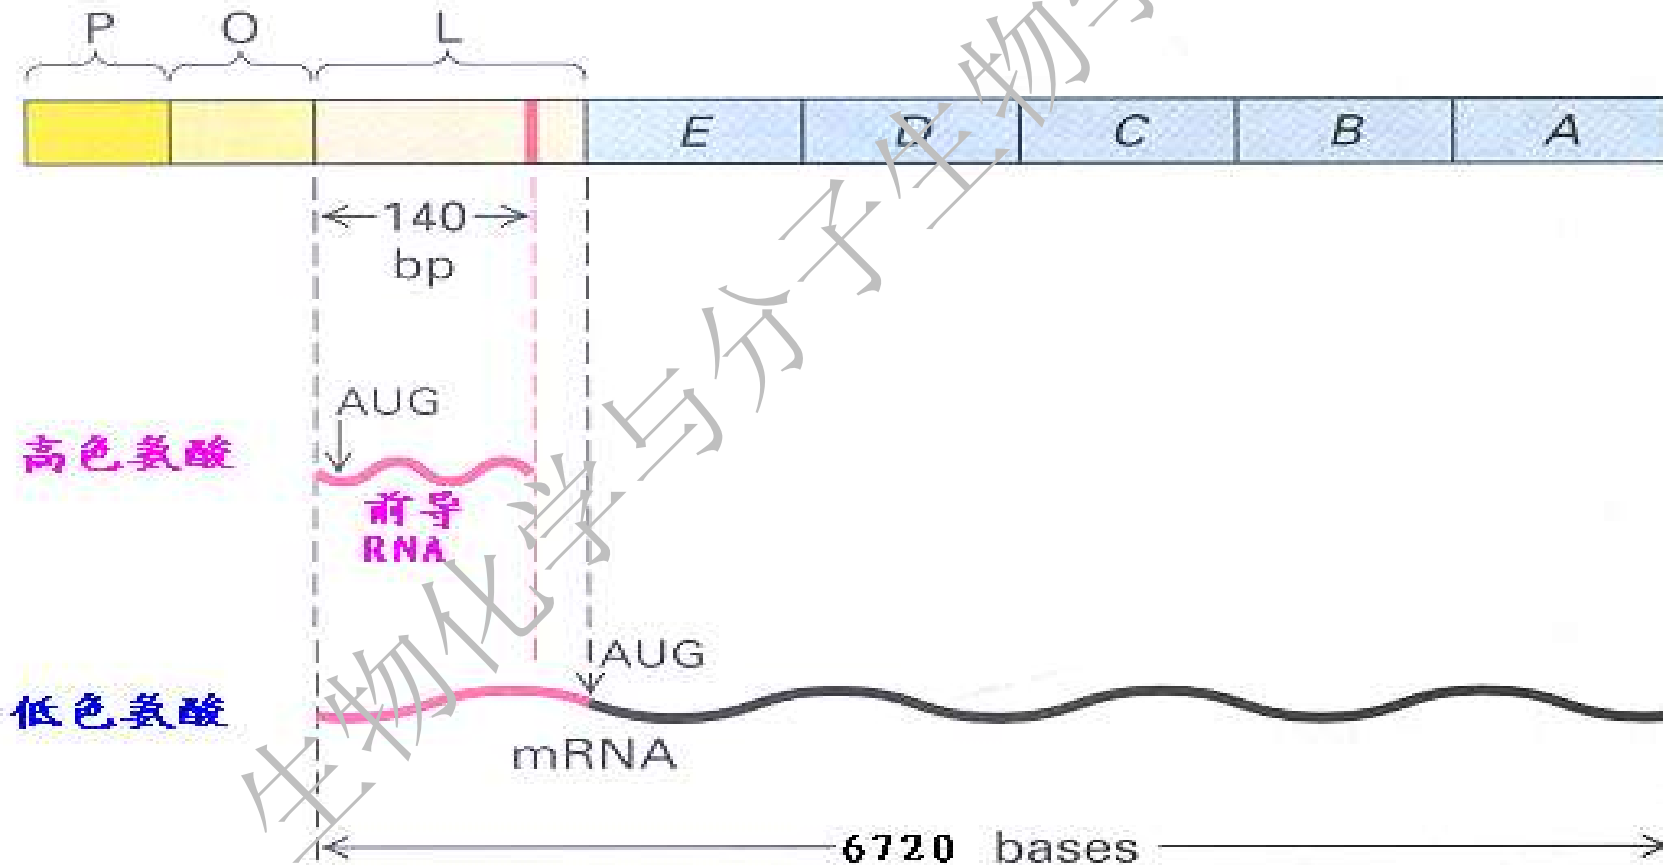 P O L
E D C B A
140
bp
AUG
高色氨酸
前导
RNA
AUG
低色氨酸
mRNA
6720 bases
生物化学与分子生物学